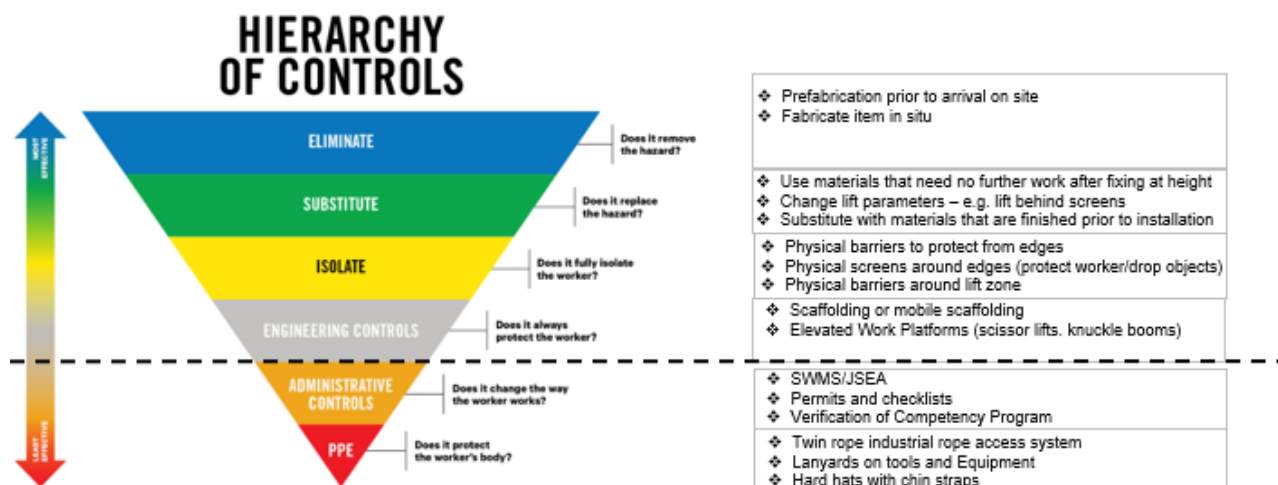 HIERARCHY
OF CONTROLS
MOST
EFFECTIVE
ELIMINATE
Does it remove
the hazard?
❖ Prefabrication prior to arrival on site
❖ Fabricate item in situ
SUBSTITUTE
Does it replace
the hazard?
❖ Use materials that need no further work after fixing at height
❖ Change lift parameters – e.g. lift behind screens
❖ Substitute with materials that are finished prior to installation
ISOLATE
Does it fully isolate
the worker?
❖ Physical barriers to protect from edges
❖ Physical screens around edges (protect worker/drop objects)
❖ Physical barriers around lift zone
ENGINEERING CONTROLS
Does it always
protect the worker?
❖ Scaffolding or mobile scaffolding
❖ Elevated Work Platforms (scissor lifts. knuckle booms)
ADMINISTRATIVE
CONTROLS
Does it change the way
the worker works?
❖ SWMS/JSEA
❖ Permits and checklists
❖ Verification of Competency Program
LEAST
EFFECTIVE
PPE
Does it protect
the worker's body?
❖ Twin rope industrial rope access system
❖ Lanyards on tools and Equipment
❖ Hard hats with chin straps